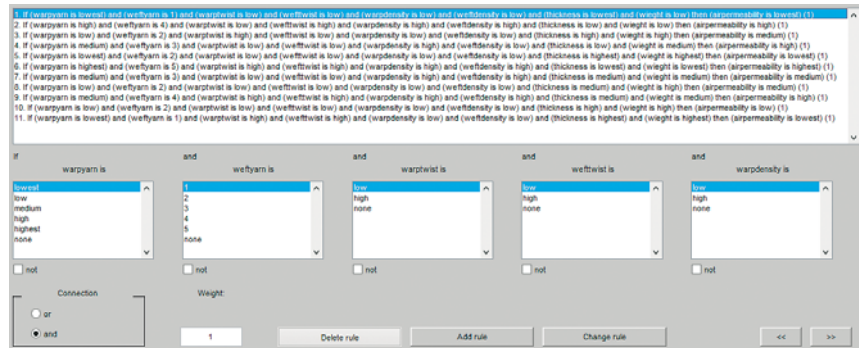 1. If (warpyarn is lowest) and (weftyarn is 1) and (warptwist is low) and (wefttwist is low) and (warpdensity is low) and (weftdensity is low) and (thickness is lowest) and (wieght is low) then (airpermeability is lowest) (1)
2. If (warpyarn is high) and (weftyarn is 4) and (warptwist is low) and (wefttwist is high) and (warpdensity is high) and (weftdensity is high) and (thickness is low) and (wieght is low) then (airpermeability is high) (1)
3. If (warpyarn is low) and (weftyarn is 2) and (warptwist is high) and (wefttwist is high) and (warpdensity is low) and (weftdensity is low) and (thickness is high) and (wieght is high) then (airpermeability is medium) (1)
4. If (warpyarn is medium) and (weftyarn is 3) and (warptwist is low) and (wefttwist is low) and (warpdensity is high) and (weftdensity is high) and (thickness is low) and (wieght is medium) then (airpermeability is high) (1)
5. If (warpyarn is lowest) and (weftyarn is 2) and (warptwist is high) and (wefttwist is low) and (warpdensity is low) and (weftdensity is low) and (thickness is highest) and (wieght is highest) then (airpermeability is lowest) (1)
6. If (warpyarn is highest) and (weftyarn is 5) and (warptwist is low) and (wefttwist is high) and (warpdensity is high) and (weftdensity is high) and (thickness is lowest) and (wieght is lowest) then (airpermeability is highest) (1)
7. If (warpyarn is medium) and (weftyarn is 3) and (warptwist is high) and (wefttwist is low) and (warpdensity is high) and (weftdensity is high) and (thickness is medium) and (wieght is medium) then (airpermeability is medium) (1)
8. If (warpyarn is low) and (weftyarn is 2) and (warptwist is high) and (wefttwist is low) and (warpdensity is low) and (weftdensity is low) and (thickness is medium) and (wieght is high) then (airpermeability is low) (1)
9. If (warpyarn is medium) and (weftyarn is 4) and (warptwist is high) and (wefttwist is high) and (warpdensity is high) and (weftdensity is low) and (thickness is medium) and (wieght is medium) then (airpermeability is high) (1)
10. If (warpyarn is low) and (weftyarn is 2) and (warptwist is low) and (wefttwist is low) and (warpdensity is low) and (weftdensity is low) and (thickness is high) and (wieght is high) then (airpermeability is low) (1)
11. If (warpyarn is lowest) and (weftyarn is 1) and (warptwist is high) and (wefttwist is high) and (warpdensity is low) and (weftdensity is low) and (thickness is highest) and (wieght is highest) then (airpermeability is lowest) (1)
If and and and and
warpyarn is weftyarn is warptwist is wefttwist is warpdensity is
lowest 1 low low low
low 2 high high high
medium 3 none none none
high 4
highest 5
none none
not not not not not
Connection Weight:
or
and 1 Delete rule Add rule Change rule << >>